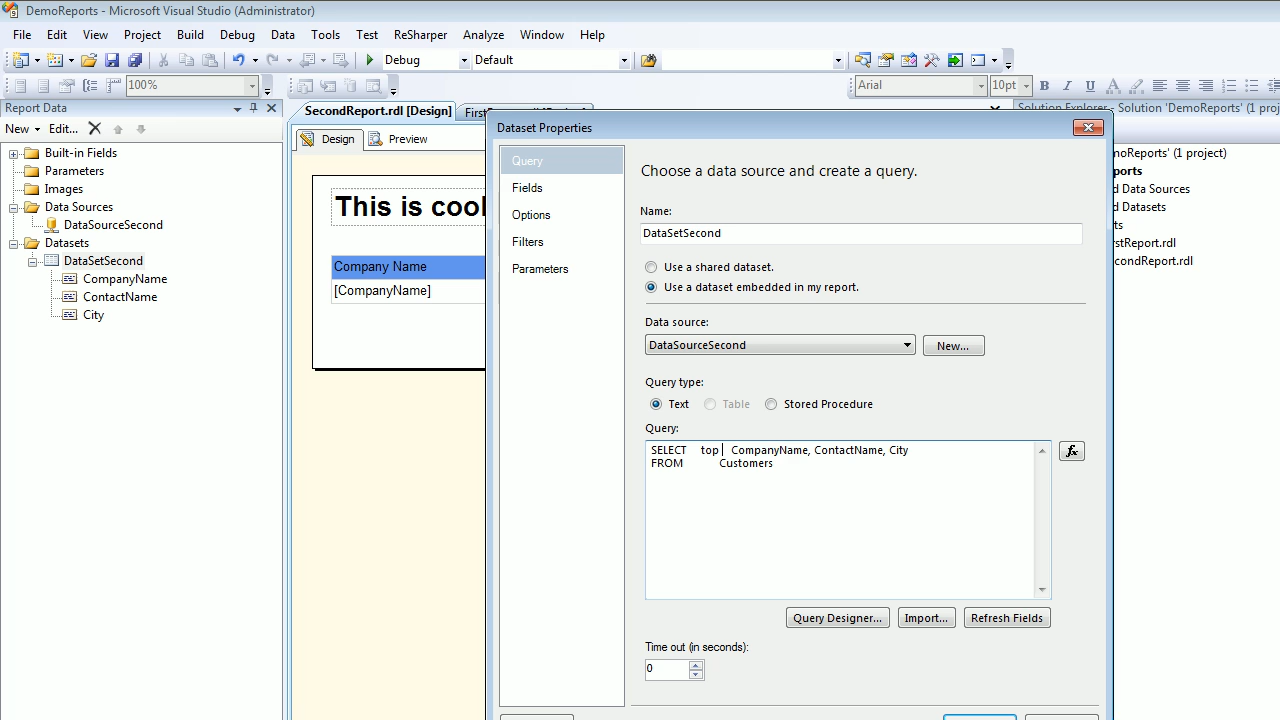 DemoReports - Microsoft Visual Studio (Administrator)
File Edit View Project Build Debug Data Tools Test ReSharper Analyze Window Help
Debug Default
100% Arial 10pt B I U A
Report Data
SecondReport.rdl [Design]
Solution Explorer - Solution 'DemoReports' (1 proj
New Edit...
Design Preview
Built-in Fields
Parameters
Images
Data Sources
DataSourceSecond
Datasets
DataSetSecond
CompanyName
ContactName
City
This is cool
Company Name
[CompanyName]
Dataset Properties
Query
Fields
Options
Filters
Parameters
Choose a data source and create a query.
Name:
DataSetSecond
Use a shared dataset.
Use a dataset embedded in my report.
Data source:
DataSourceSecond New...
Query type:
Text Table Stored Procedure
Query:
SELECT top CompanyName, ContactName, City
FROM Customers
fx
Query Designer... Import... Refresh Fields
Time out (in seconds):
0
moReports' (1 project)
ports
d Data Sources
d Datasets
ts
rstReport.rdl
condReport.rdl